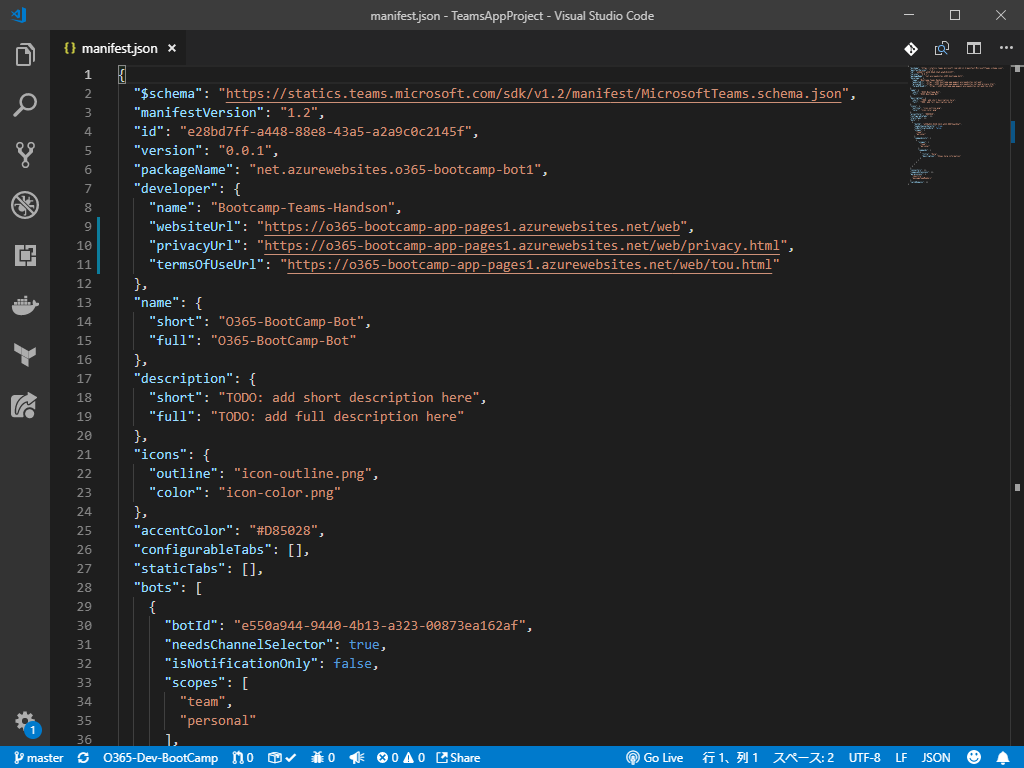 manifest.json - TeamsAppProject - Visual Studio Code
{} manifest.json ×
1 {
2 "$schema": "https://statics.teams.microsoft.com/sdk/v1.2/manifest/MicrosoftTeams.schema.json",
3 "manifestVersion": "1.2",
4 "id": "e28bd7ff-a448-88e8-43a5-a2a9c0c2145f",
5 "version": "0.0.1",
6 "packageName": "net.azurewebsites.o365-bootcamp-bot1",
7 "developer": {
8 "name": "Bootcamp-Teams-Handson",
9 "websiteUrl": "https://o365-bootcamp-app-pages1.azurewebsites.net/web",
10 "privacyUrl": "https://o365-bootcamp-app-pages1.azurewebsites.net/web/privacy.html",
11 "termsOfUseUrl": "https://o365-bootcamp-app-pages1.azurewebsites.net/web/tou.html"
12 },
13 "name": {
14 "short": "O365-BootCamp-Bot",
15 "full": "O365-BootCamp-Bot"
16 },
17 "description": {
18 "short": "TODO: add short description here",
19 "full": "TODO: add full description here"
20 },
21 "icons": {
22 "outline": "icon-outline.png",
23 "color": "icon-color.png"
24 },
25 "accentColor": "#D85028",
26 "configurableTabs": [],
27 "staticTabs": [],
28 "bots": [
29 {
30 "botId": "e550a944-9440-4b13-a323-00873ea162af",
31 "needsChannelSelector": true,
32 "isNotificationOnly": false,
33 "scopes": [
34 "team",
35 "personal"
36 ],
1
master O365-Dev-BootCamp 0 0 0 0 Share Go Live 行 1、列 1 スペース: 2 UTF-8 LF JSON